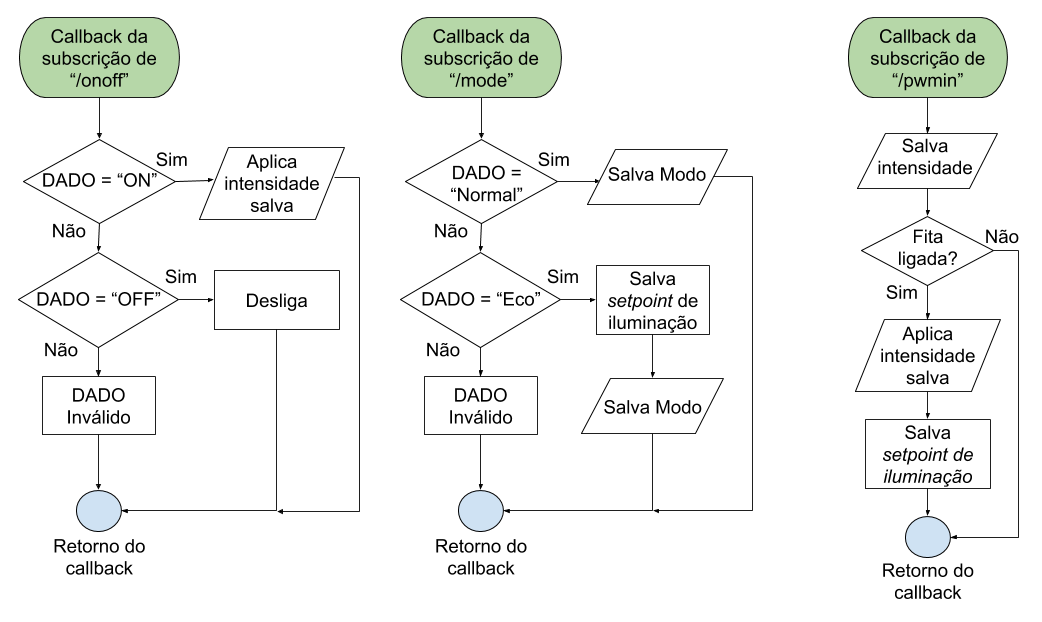 Callback da
subscrição de
“/onoff”
DADO = “ON”
Sim
Aplica
intensidade
salva
Não
DADO = “OFF”
Sim
Desliga
Não
DADO
Inválido
Retorno do
callback
Callback da
subscrição de
“/mode”
DADO =
“Normal”
Sim
Salva Modo
Não
DADO = “Eco”
Sim
Salva
setpoint de
iluminação
Não
DADO
Inválido
Salva Modo
Retorno do
callback
Callback da
subscrição de
“/pwmin”
Salva
intensidade
Fita
ligada?
Não
Sim
Aplica
intensidade
salva
Salva
setpoint de
iluminação
Retorno do
callback